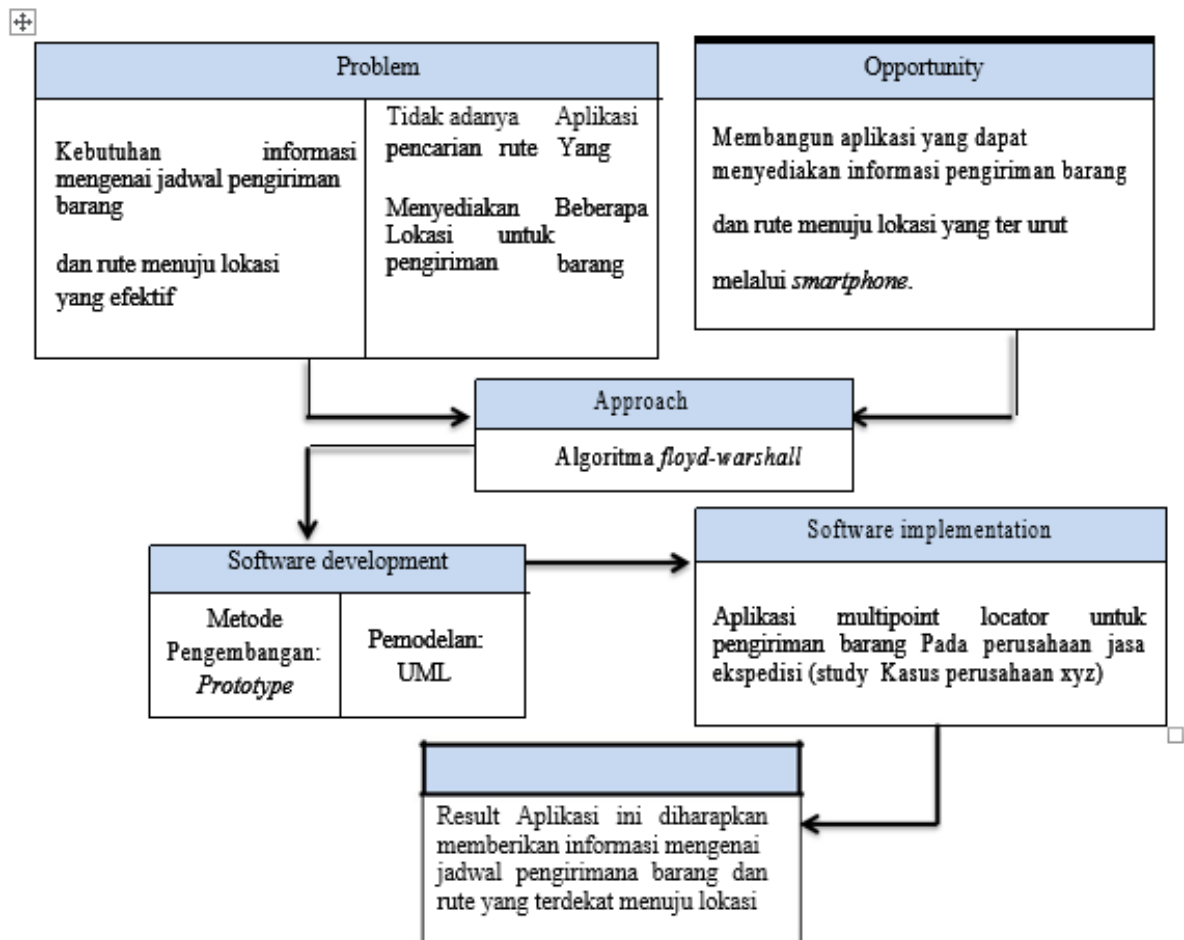 Problem
Kebutuhan informasi
mengenai jadwal pengiriman
barang
dan rute menuju lokasi
yang efektif
Tidak adanya Aplikasi
pencarian rute Yang
Menyediakan Beberapa
Lokasi untuk
pengiriman barang
Opportunity
Membangun aplikasi yang dapat
menyediakan informasi pengiriman barang
dan rute menuju lokasi yang ter urut
melalui smartphone.
Approach
Algoritma floyd-warshall
Software development
Metode
Pengembangan:
Prototype
Pemodelan:
UML
Software implementation
Aplikasi multipoint locator untuk
pengiriman barang Pada perusahaan jasa
ekspedisi (study Kasus perusahaan xyz)
Result Aplikasi ini diharapkan
memberikan informasi mengenai
jadwal pengirimana barang dan
rute yang terdekat menuju lokasi